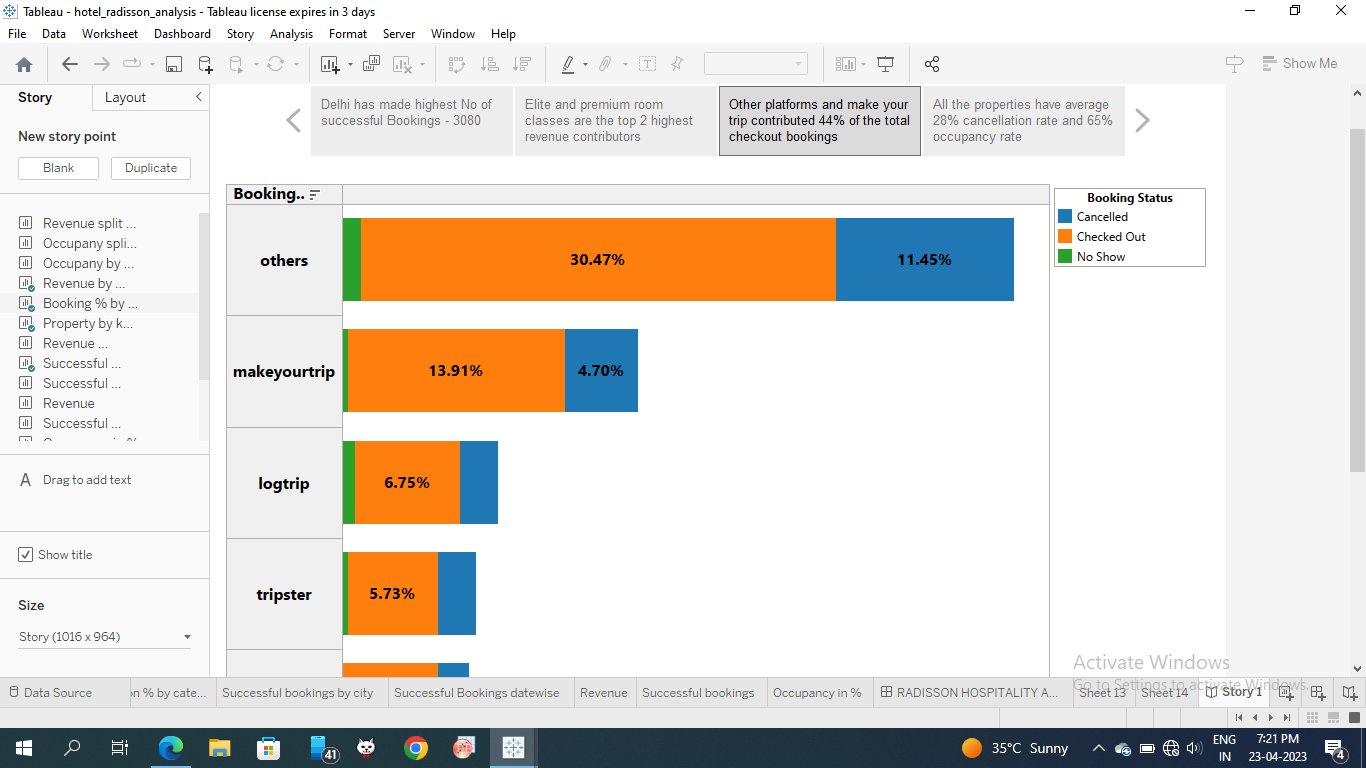 Tableau - hotel_radisson_analysis - Tableau license expires in 3 days
File Data Worksheet Dashboard Story Analysis Format Server Window Help
Show Me
Story Layout
New story point
Blank Duplicate
Revenue split ...
Occupany spli...
Occupany by ...
Revenue by ...
Booking % by ...
Property by k...
Revenue ...
Successful ...
Successful ...
Revenue
Successful ...
A Drag to add text
Show title
Size
Story (1016 x 964)
Delhi has made highest No of
successful Bookings - 3080
Elite and premium room
classes are the top 2 highest
revenue contributors
Other platforms and make your
trip contributed 44% of the total
checkout bookings
All the properties have average
28% cancellation rate and 65%
occupancy rate
Booking..
others 30.47% 11.45%
makeyourtrip 13.91% 4.70%
logtrip 6.75%
tripster 5.73%
Booking Status
Cancelled
Checked Out
No Show
Activate Windows
Go to Settings to activate Windows.
Data Source n % by cate... Successful bookings by city Successful Bookings datewise Revenue Successful bookings Occupancy in % RADISSON HOSPITALITY A... Sheet 13 Sheet 14 Story 1
41
35°C Sunny
ENG
IN
7:21 PM
23-04-2023
4